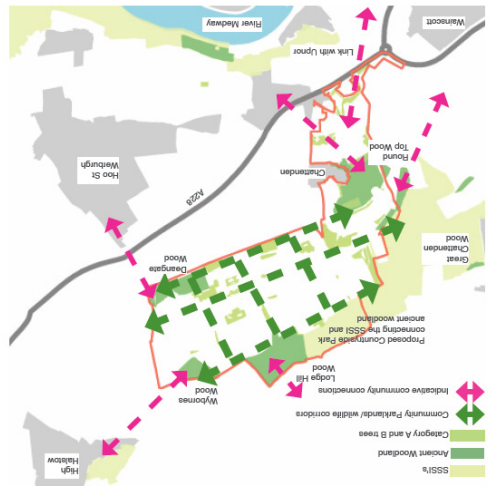 SSSI's
Ancient Woodland
Category A and B trees
Community Parklands/ wildlife corridors
Indicative community connections
High
Halstow
Lodge Hill
Wood
Wybornes
Wood
Proposed Countryside Park
connecting the SSSI and
ancient woodland
Great
Chattenden
Wood
Deangate
Wood
A228
Hoo St
Werburgh
Chattenden
Round
Top Wood
Link with Upnor
Wainscott
River Medway